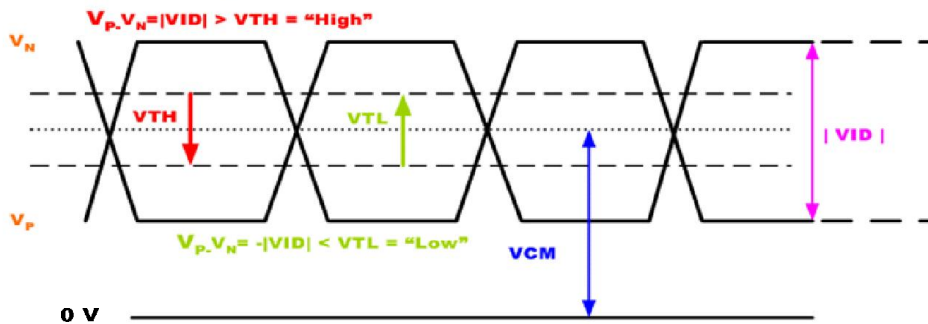 VP-VN=|VID| > VTH = “High”
VN
VTH
VTL
| VID |
VP
VP-VN= -|VID| < VTL = “Low”
VCM
0 V